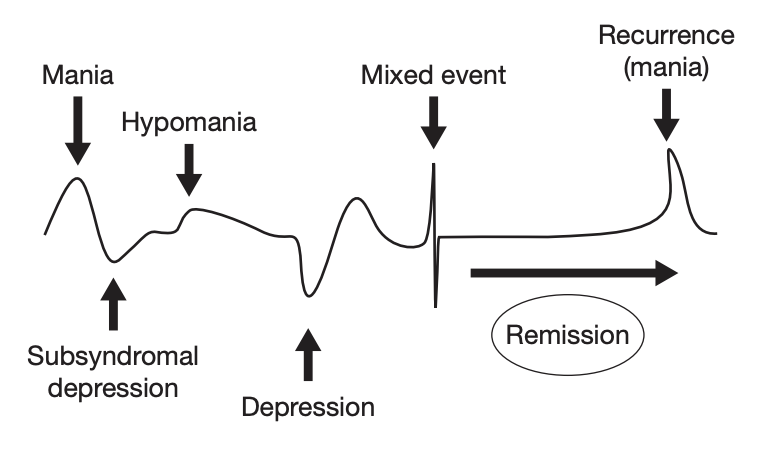 Recurrence
(mania)
Mania
Mixed event
Hypomania
Remission
Subsyndromal
depression
Depression